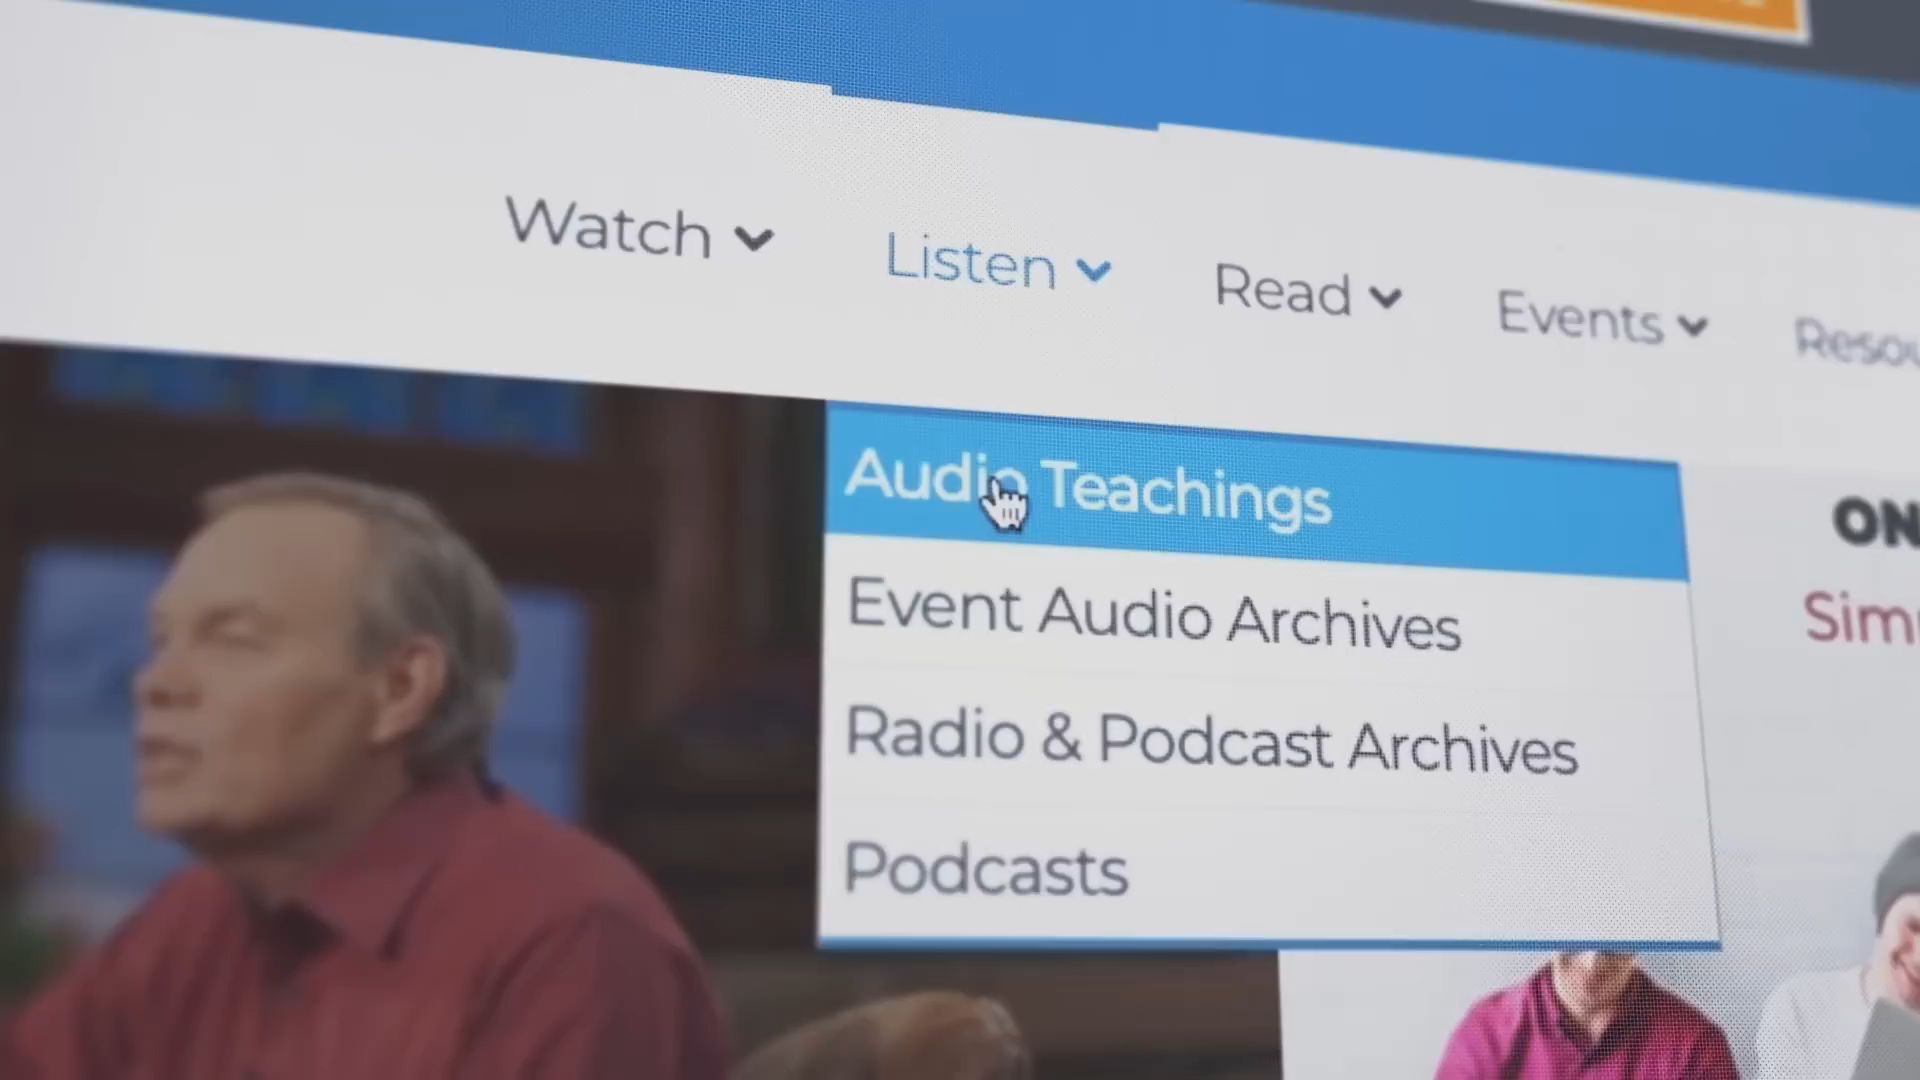 Watch
Listen
Read
Events
Audio Teachings
Event Audio Archives
Radio & Podcast Archives
Podcasts